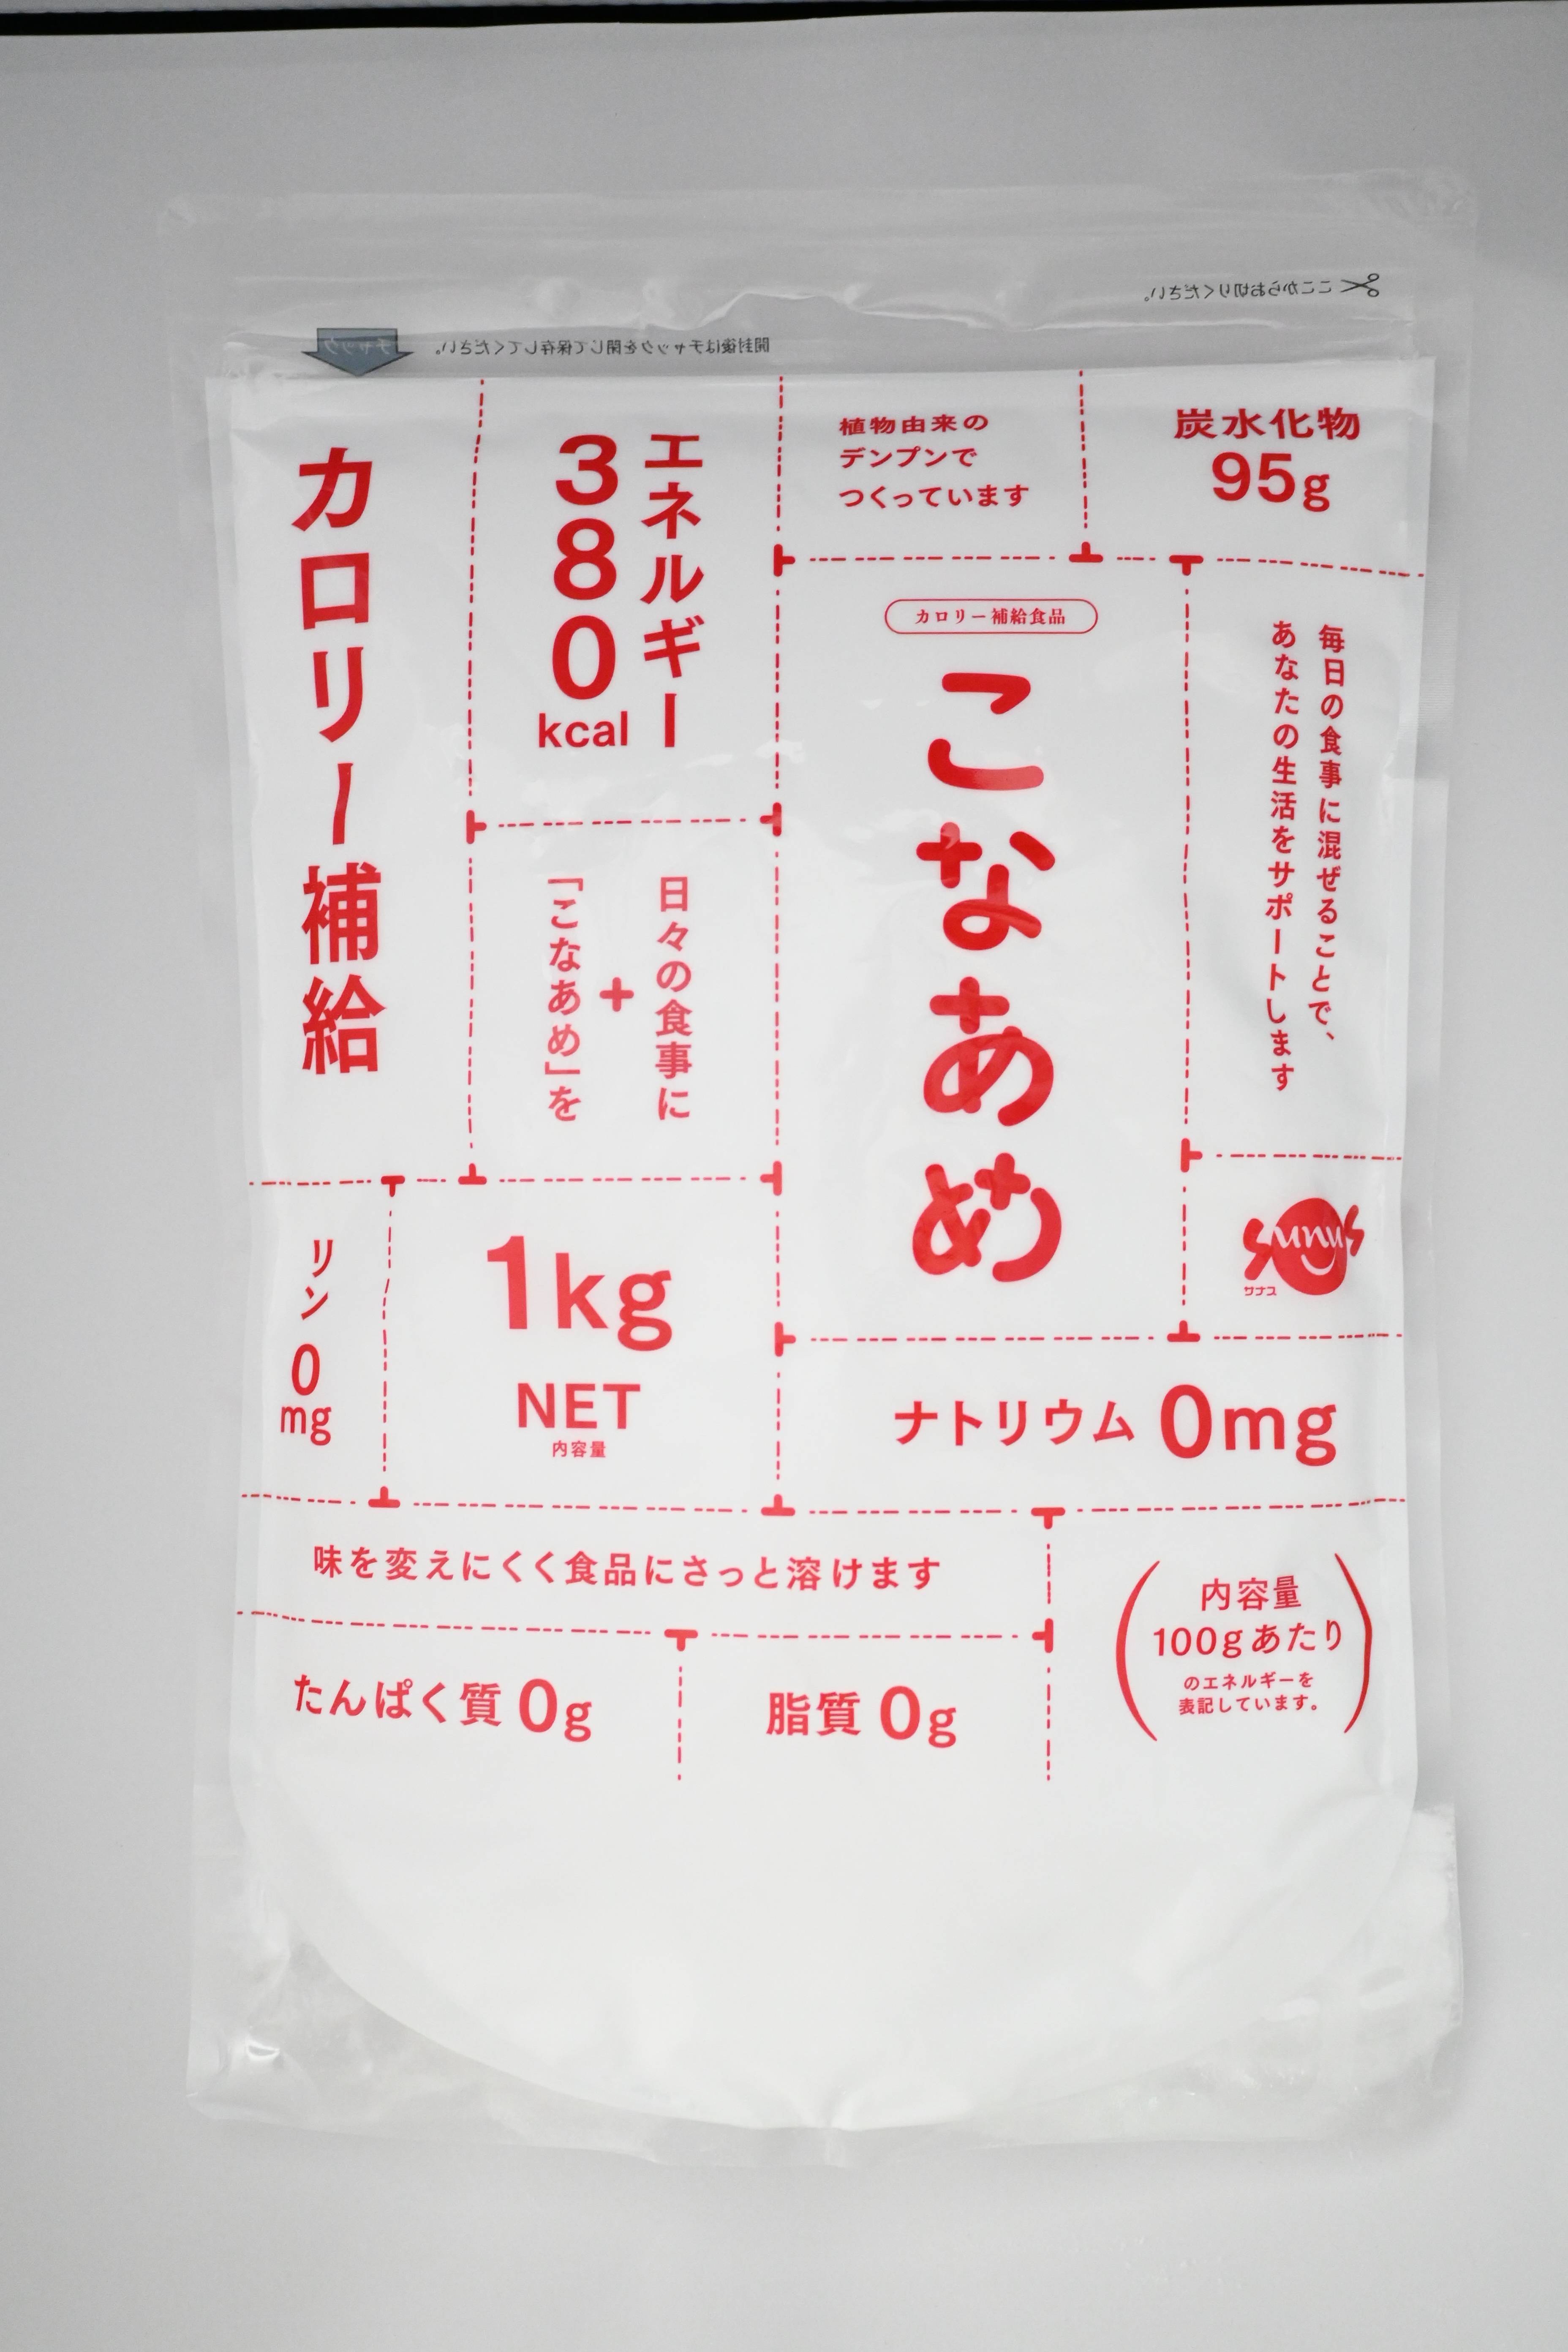 ここからお切りください。
開封後はチャックを閉じて保存してください。
チャック
炭水化物
95g
植物由来の
デンプンで
つくっています
エネルギー
380
kcal
カロリー補給
毎日の食事に混ぜることで、
あなたの生活をサポートします
カロリー補給食品
こなあめ
日々の食事に
+
「こなあめ」を
sunus
サナス
リン 0
mg
1kg
NET
内容量
ナトリウム 0mg
味を変えにくく食品にさっと溶けます
内容量
100gあたり
のエネルギーを
表記しています。
たんぱく質 0g
脂質 0g